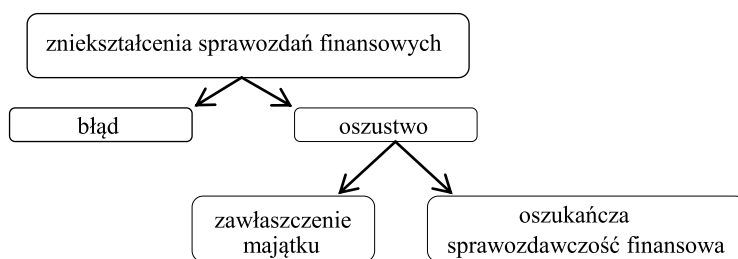 zniekształcenia sprawozdań finansowych
błąd
oszustwo
zawłaszczenie
majątku
oszukańcza
sprawozdawczość finansowa